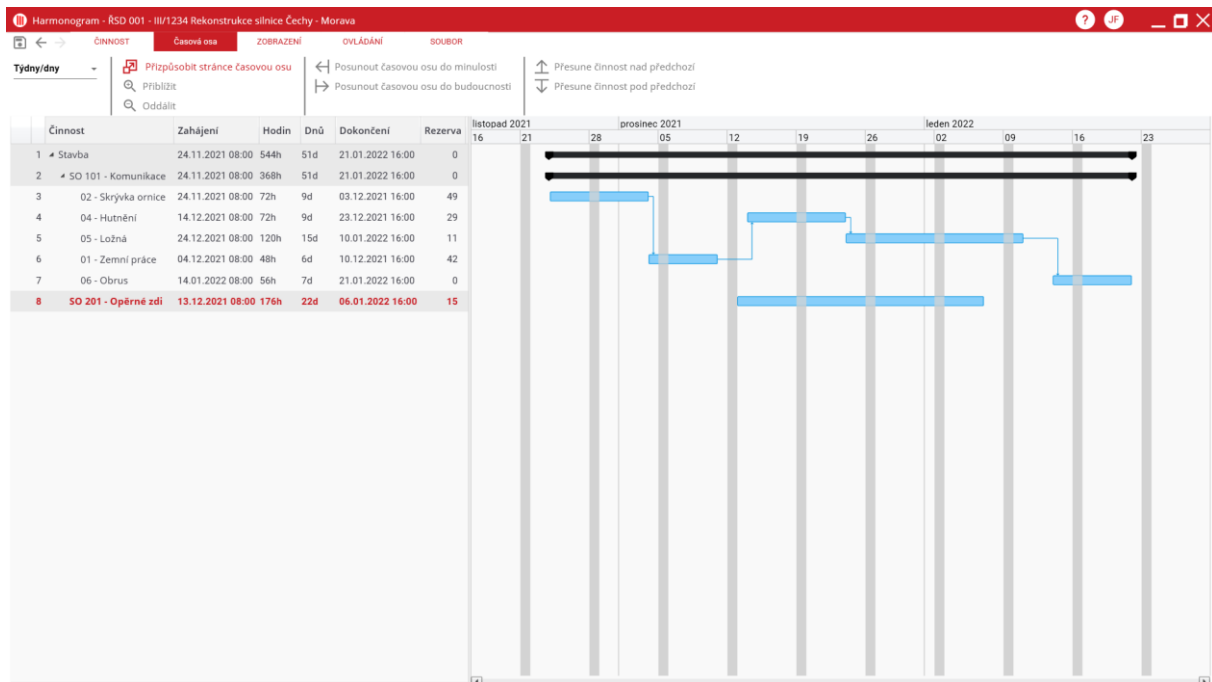 Harmonogram - ŘSD 001 - III/1234 Rekonstrukce silnice Čechy - Morava ? JF
ČINNOST Časová osa ZOBRAZENÍ OVLÁDÁNÍ SOUBOR
Týdny/dny Přizpůsobit stránce časovou osu Posunout časovou osu do minulosti Přesune činnost nad předchozí
Přiblížit Posunout časovou osu do budoucnosti Přesune činnost pod předchozí
Oddálit
listopad 2021 prosinec 2021 leden 2022
Činnost Zahájení Hodin Dnů Dokončení Rezerva
16 21 28 05 12 19 26 02 09 16 23
1 Stavba 24.11.2021 08:00 544h 51d 21.01.2022 16:00 0
2 SO 101 - Komunikace 24.11.2021 08:00 368h 51d 21.01.2022 16:00 0
3 02 - Skrývka ornice 24.11.2021 08:00 72h 9d 03.12.2021 16:00 49
4 04 - Hutnění 14.12.2021 08:00 72h 9d 23.12.2021 16:00 29
5 05 - Ložná 24.12.2021 08:00 120h 15d 10.01.2022 16:00 11
6 01 - Zemní práce 04.12.2021 08:00 48h 6d 10.12.2021 16:00 42
7 06 - Obrus 14.01.2022 08:00 56h 7d 21.01.2022 16:00 0
8 SO 201 - Opěrné zdi 13.12.2021 08:00 176h 22d 06.01.2022 16:00 15